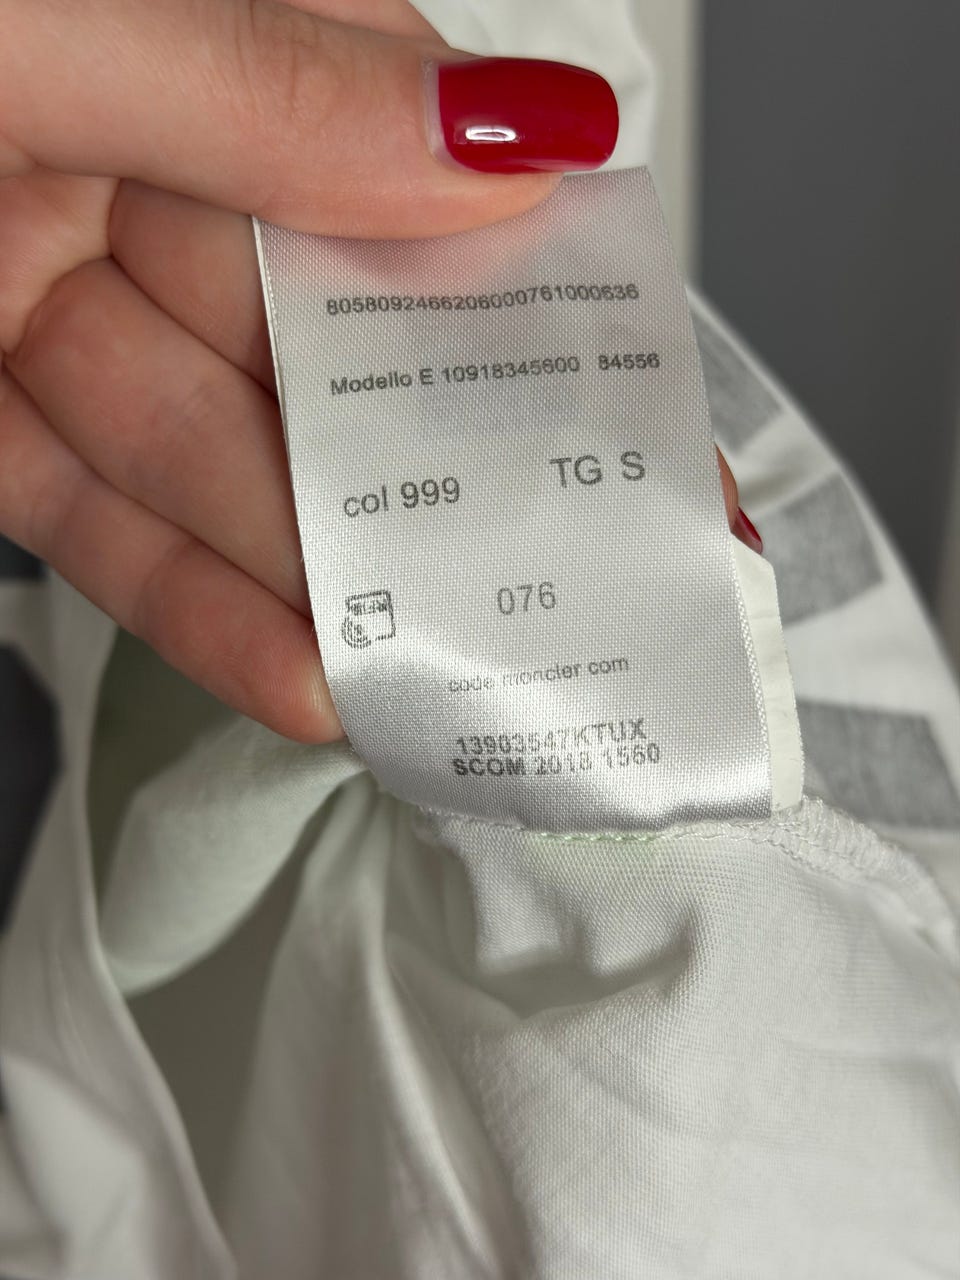 8058092466206000761000636
Modello E 10918345600 84556
col 999 TG S
076
code moncler com
13903547KTUX
SCOM 2018 1560